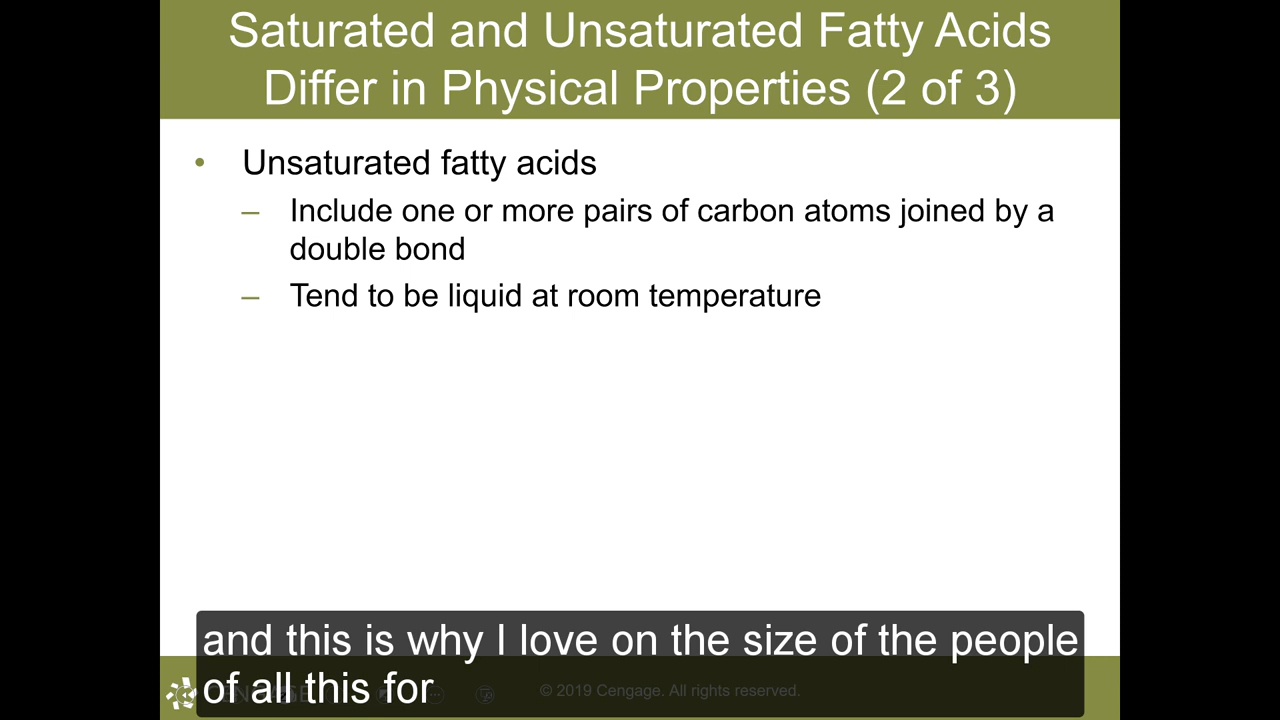 Saturated and Unsaturated Fatty Acids
Differ in Physical Properties (2 of 3)
• Unsaturated fatty acids
– Include one or more pairs of carbon atoms joined by a
double bond
– Tend to be liquid at room temperature
and this is why I love on the size of the people
of all this for
© 2019 Cengage. All rights reserved.